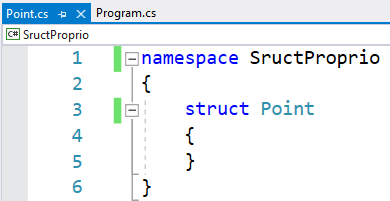 Point.cs Program.cs
C# SructProprio
1 namespace SructProprio
2 {
3 struct Point
4 {
5 }
6 }